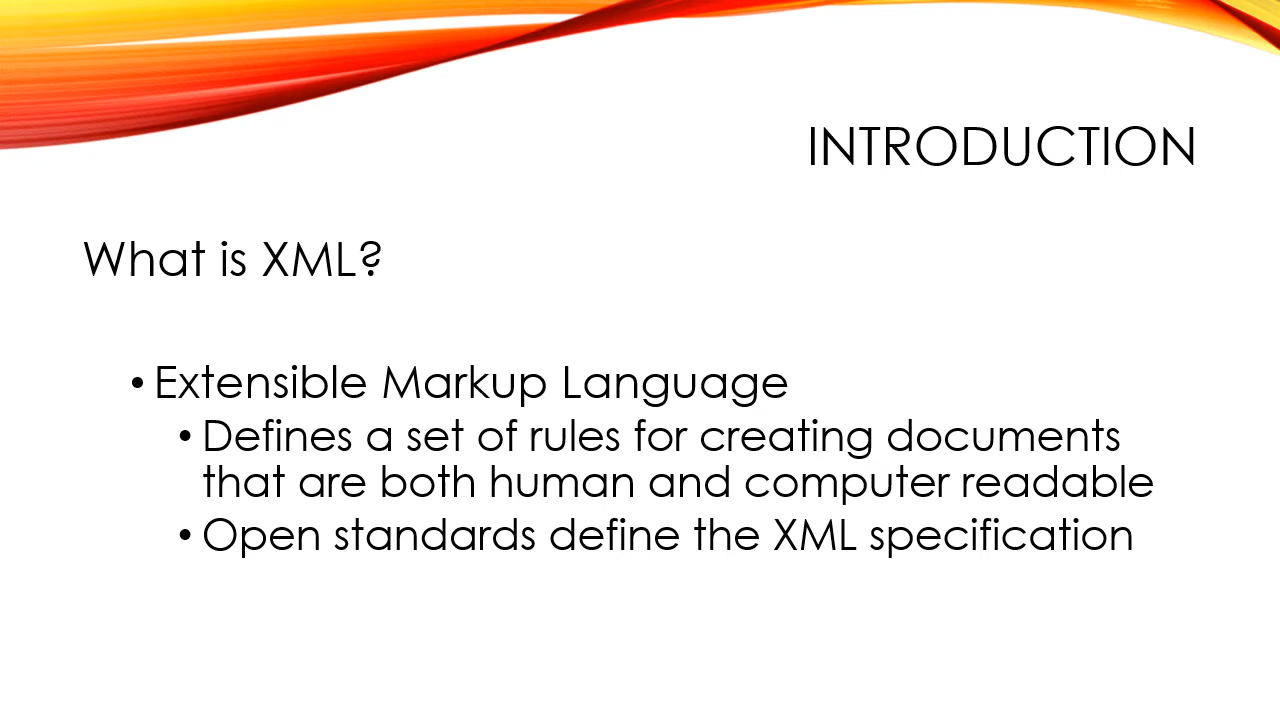 INTRODUCTION
What is XML?
• Extensible Markup Language
• Defines a set of rules for creating documents
that are both human and computer readable
• Open standards define the XML specification